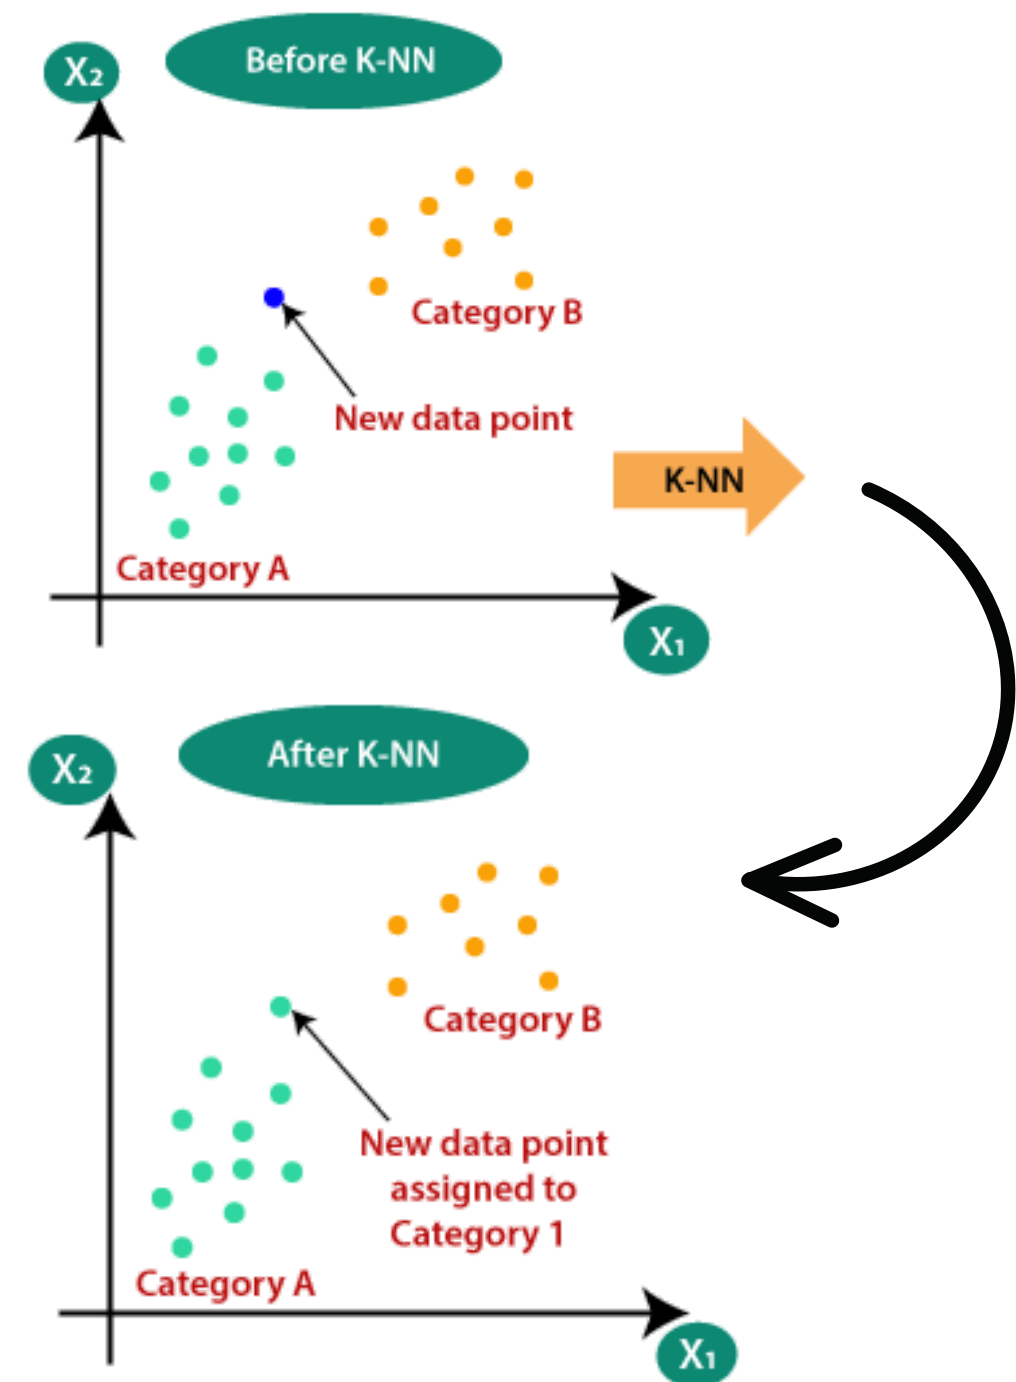 Before K-NN
X₂
Category B
New data point
K-NN
Category A
X₁
After K-NN
X₂
Category B
New data point
assigned to
Category 1
Category A
X₁